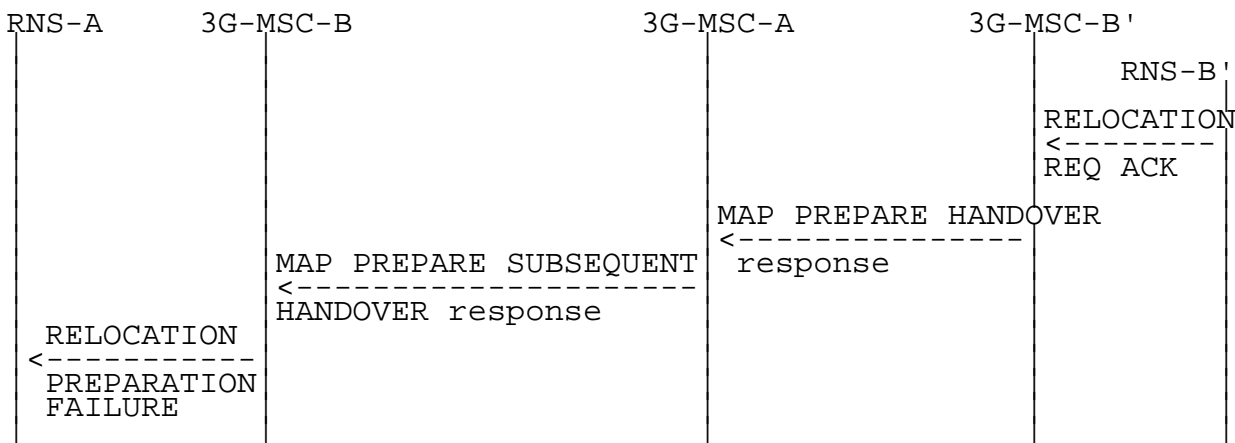 RNS-A 3G-MSC-B 3G-MSC-A 3G-MSC-B'
RNS-B'
RELOCATION
<--------
REQ ACK
MAP PREPARE HANDOVER
<---------------
response
MAP PREPARE SUBSEQUENT
<---------------------
HANDOVER response
RELOCATION
<-----------
PREPARATION
FAILURE